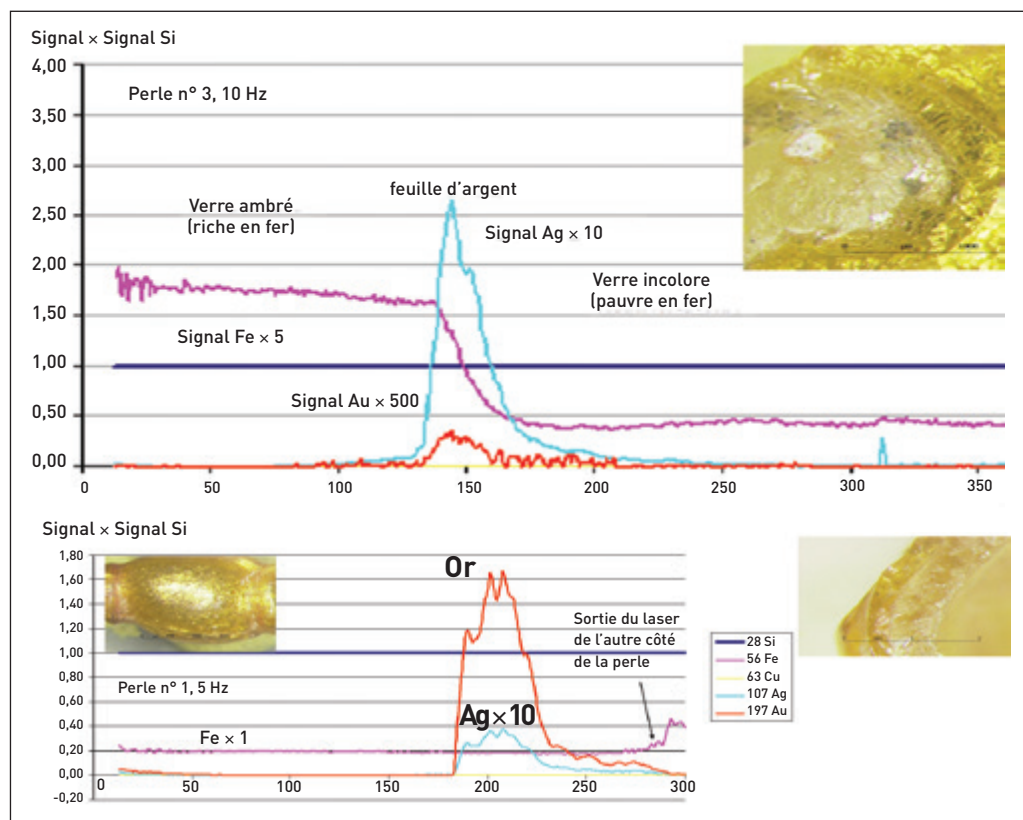 Signal × Signal Si
4,00
3,50
3,00
2,50
2,00
1,50
1,00
0,50
0,00
Perle n° 3, 10 Hz
feuille d'argent
Verre ambré
(riche en fer)
Signal Ag × 10
Verre incolore
(pauvre en fer)
Signal Fe × 5
Signal Au × 500
0 50 100 150 200 250 300 350
Signal × Signal Si
1,80
1,60
1,40
1,20
1,00
0,80
0,60
0,40
0,20
0,00
-0,20
Or
Sortie du laser
de l'autre côté
de la perle
Perle n° 1, 5 Hz
Ag×10
Fe × 1
0 50 100 150 200 250 300
28 Si
56 Fe
63 Cu
107 Ag
197 Au